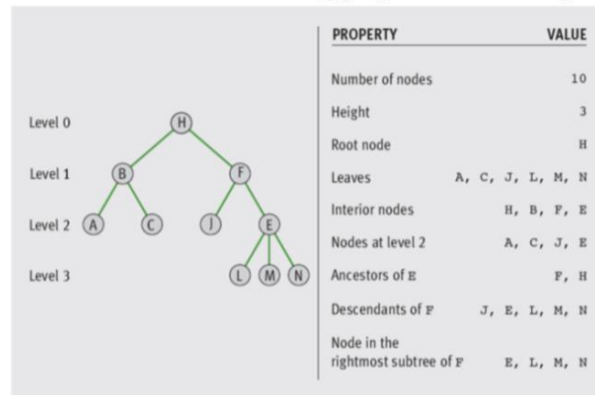 PROPERTY VALUE
Number of nodes 10
Height 3
Root node H
Leaves A, C, J, L, M, N
Interior nodes H, B, F, E
Nodes at level 2 A, C, J, E
Ancestors of E F, H
Descendants of F J, E, L, M, N
Node in the
rightmost subtree of F E, L, M, N
Level 0 H
Level 1 B F
Level 2 A C J E
Level 3 L M N